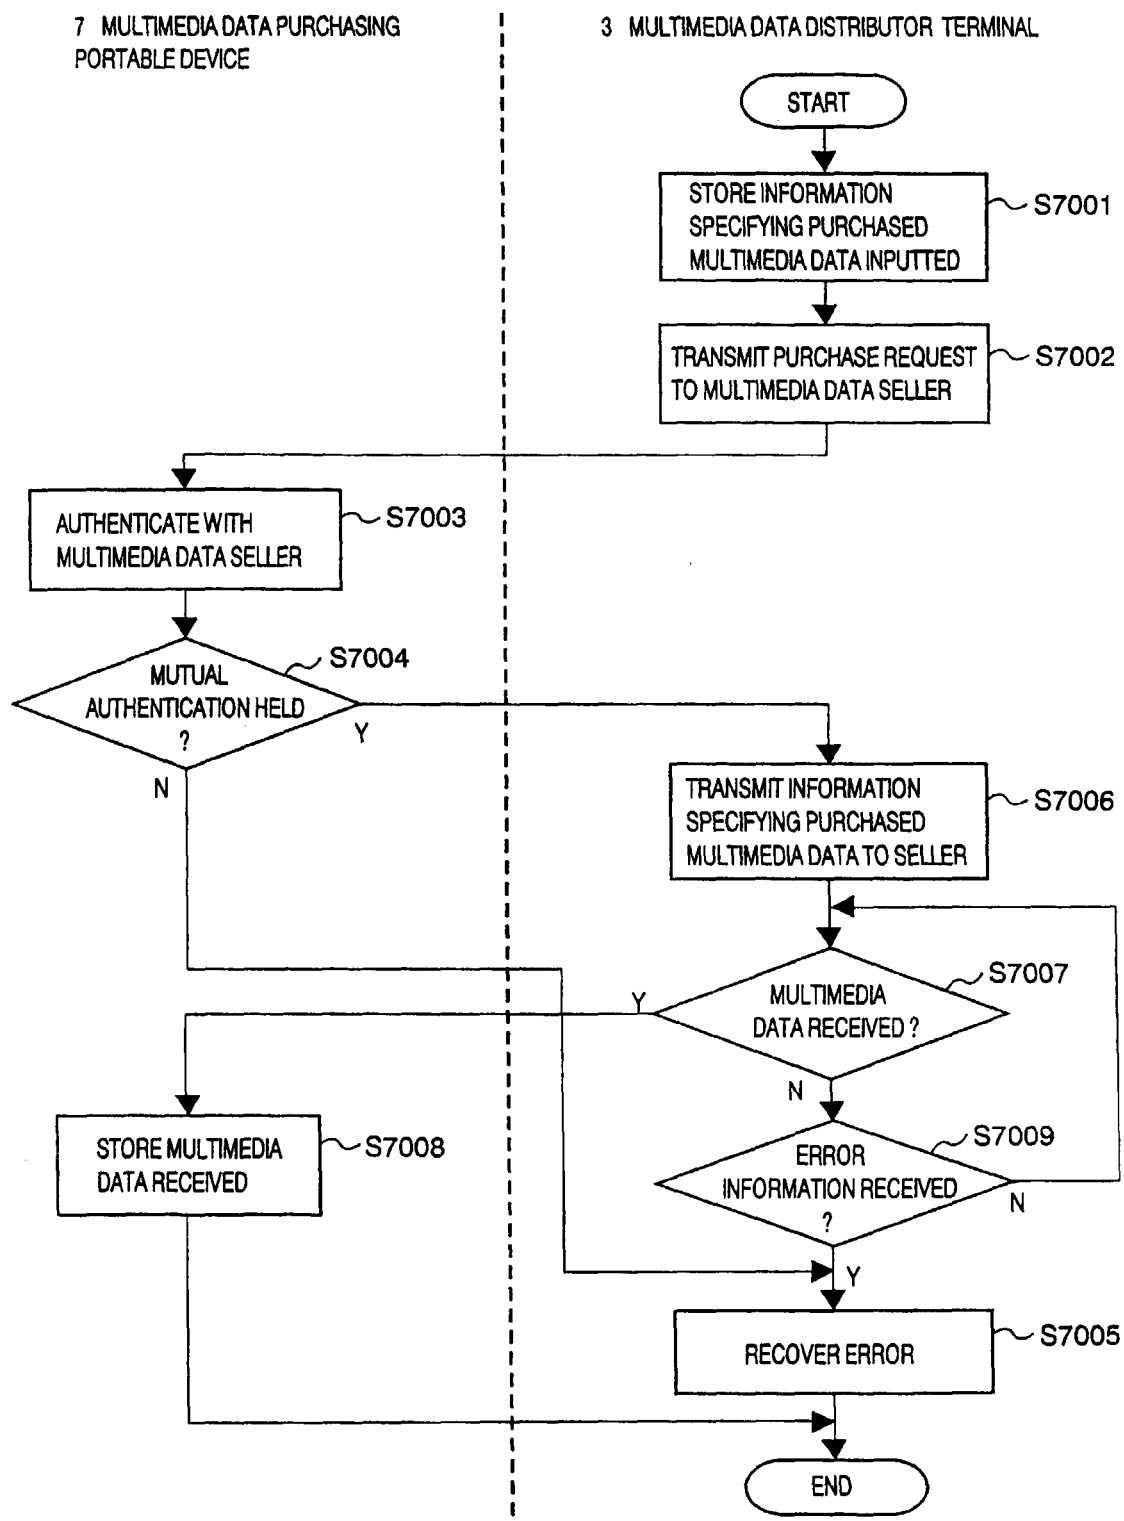 7 MULTIMEDIA DATA PURCHASING
PORTABLE DEVICE
3 MULTIMEDIA DATA DISTRIBUTOR TERMINAL
START
STORE INFORMATION
SPECIFYING PURCHASED
MULTIMEDIA DATA INPUTTED
S7001
TRANSMIT PURCHASE REQUEST
TO MULTIMEDIA DATA SELLER
S7002
AUTHENTICATE WITH
MULTIMEDIA DATA SELLER
S7003
MUTUAL
AUTHENTICATION HELD
?
S7004
Y
N
TRANSMIT INFORMATION
SPECIFYING PURCHASED
MULTIMEDIA DATA TO SELLER
S7006
MULTIMEDIA
DATA RECEIVED ?
S7007
Y
N
STORE MULTIMEDIA
DATA RECEIVED
S7008
ERROR
INFORMATION RECEIVED
?
S7009
N
Y
RECOVER ERROR
S7005
END